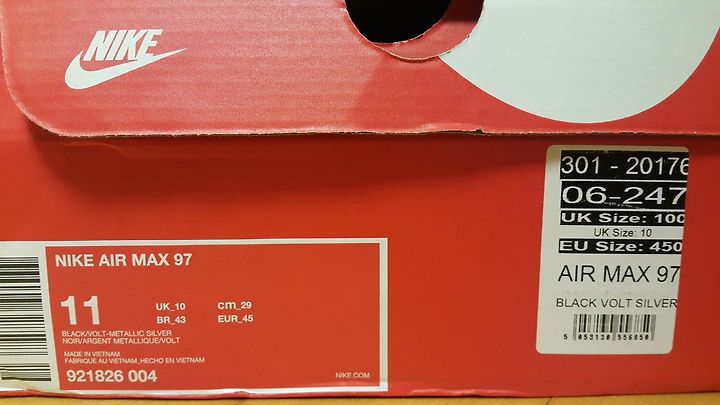 NIKE
NIKE AIR MAX 97
11
UK_10
cm_29
BR_43
EUR_45
BLACK/VOLT-METALLIC SILVER
NOIR/ARGENT METALLIQUE/VOLT
MADE IN VIETNAM
FABRIQUE AU VIETNAM_HECHO EN VIETNAM
921826 004
NIKE.COM
301 - 20176
06-247
UK Size: 100
UK Size: 10
EU Size: 450
AIR MAX 97
BLACK VOLT SILVER
5 053130 556850